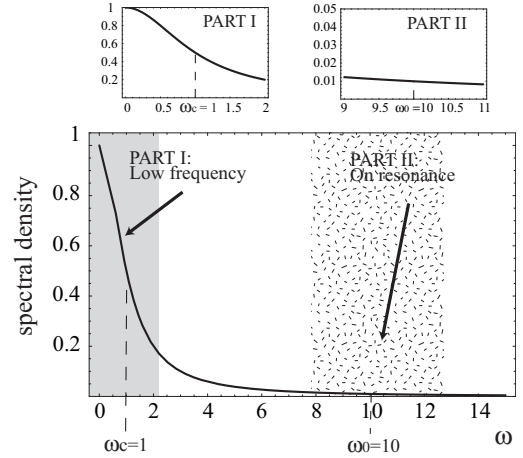 PART I
1
0.8
0.6
0.4
0.2
0 0.5 ωc=1 1.5 2
PART II
0.05
0.04
0.03
0.02
0.01
9 9.5 ω0=10 10.5 11
spectral density
1
0.8
0.6
0.4
0.2
PART I:
Low frequency
PART II:
On resonance
0 2 4 6 8 10 12 14 ω
ωc=1 ω0=10